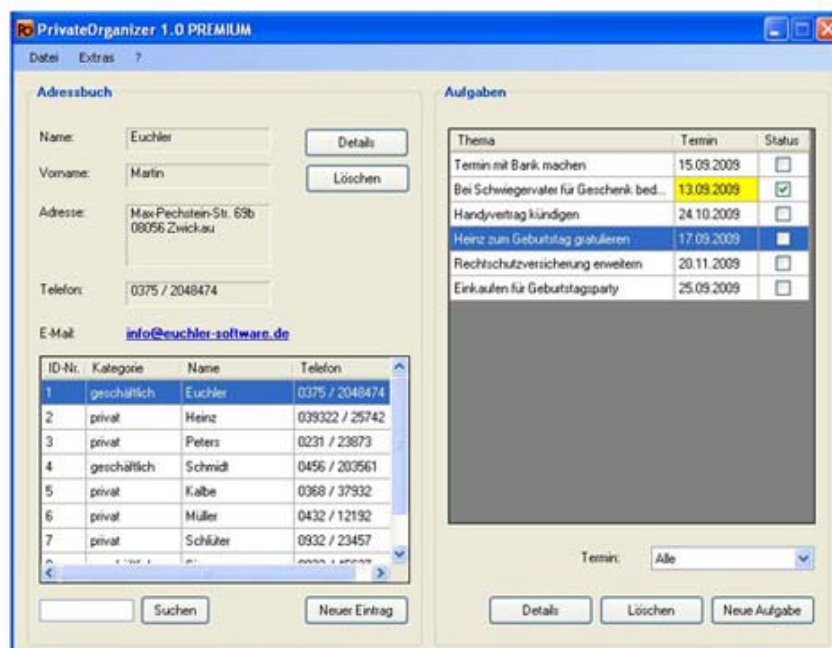 PrivateOrganizer 1.0 PREMIUM
Datei Extras ?
Adressbuch
Name: Euchler
Details
Vorname: Martin
Löschen
Adresse: Max-Pechstein-Str. 69b
08056 Zwickau
Telefon: 0375 / 2048474
E-Mail: info@euchler-software.de
ID-Nr. Kategorie Name Telefon
1 geschäftlich Euchler 0375 / 2048474
2 privat Heinz 039322 / 25742
3 privat Peters 0231 / 23873
4 geschäftlich Schmidt 0456 / 203561
5 privat Kalbe 0368 / 37932
6 privat Müller 0432 / 12192
7 privat Schlüter 0932 / 23457
Suchen
Neuer Eintrag
Aufgaben
Thema Termin Status
Termin mit Bank machen 15.09.2009
Bei Schwiegervater für Geschenk bed... 13.09.2009
Handyvertrag kündigen 24.10.2009
Heinz zum Geburtstag gratulieren 17.09.2009
Rechtschutzversicherung erweitern 20.11.2009
Einkaufen für Geburtstagsparty 25.09.2009
Termin: Alle
Details
Löschen
Neue Aufgabe